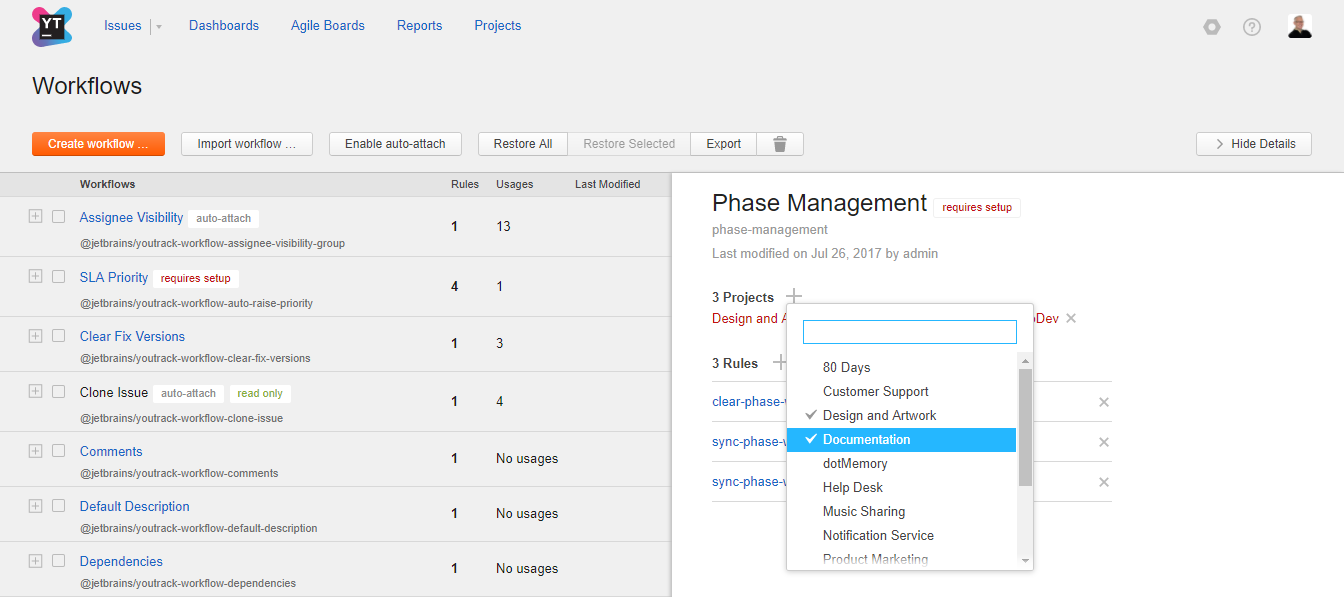 YT
Issues Dashboards Agile Boards Reports Projects
Workflows
Create workflow … Import workflow … Enable auto-attach Restore All Restore Selected Export Hide Details
Workflows Rules Usages Last Modified
Assignee Visibility auto-attach 1 13
@jetbrains/youtrack-workflow-assignee-visibility-group
SLA Priority requires setup 4 1
@jetbrains/youtrack-workflow-auto-raise-priority
Clear Fix Versions 1 3
@jetbrains/youtrack-workflow-clear-fix-versions
Clone Issue auto-attach read only 1 4
@jetbrains/youtrack-workflow-clone-issue
Comments 1 No usages
@jetbrains/youtrack-workflow-comments
Default Description 1 No usages
@jetbrains/youtrack-workflow-default-description
Dependencies 1 No usages
@jetbrains/youtrack-workflow-dependencies
Phase Management requires setup
phase-management
Last modified on Jul 26, 2017 by admin
3 Projects
Design and Dev
3 Rules
clear-phase-
sync-phase-
sync-phase-
80 Days
Customer Support
Design and Artwork
Documentation
dotMemory
Help Desk
Music Sharing
Notification Service
Product Marketing